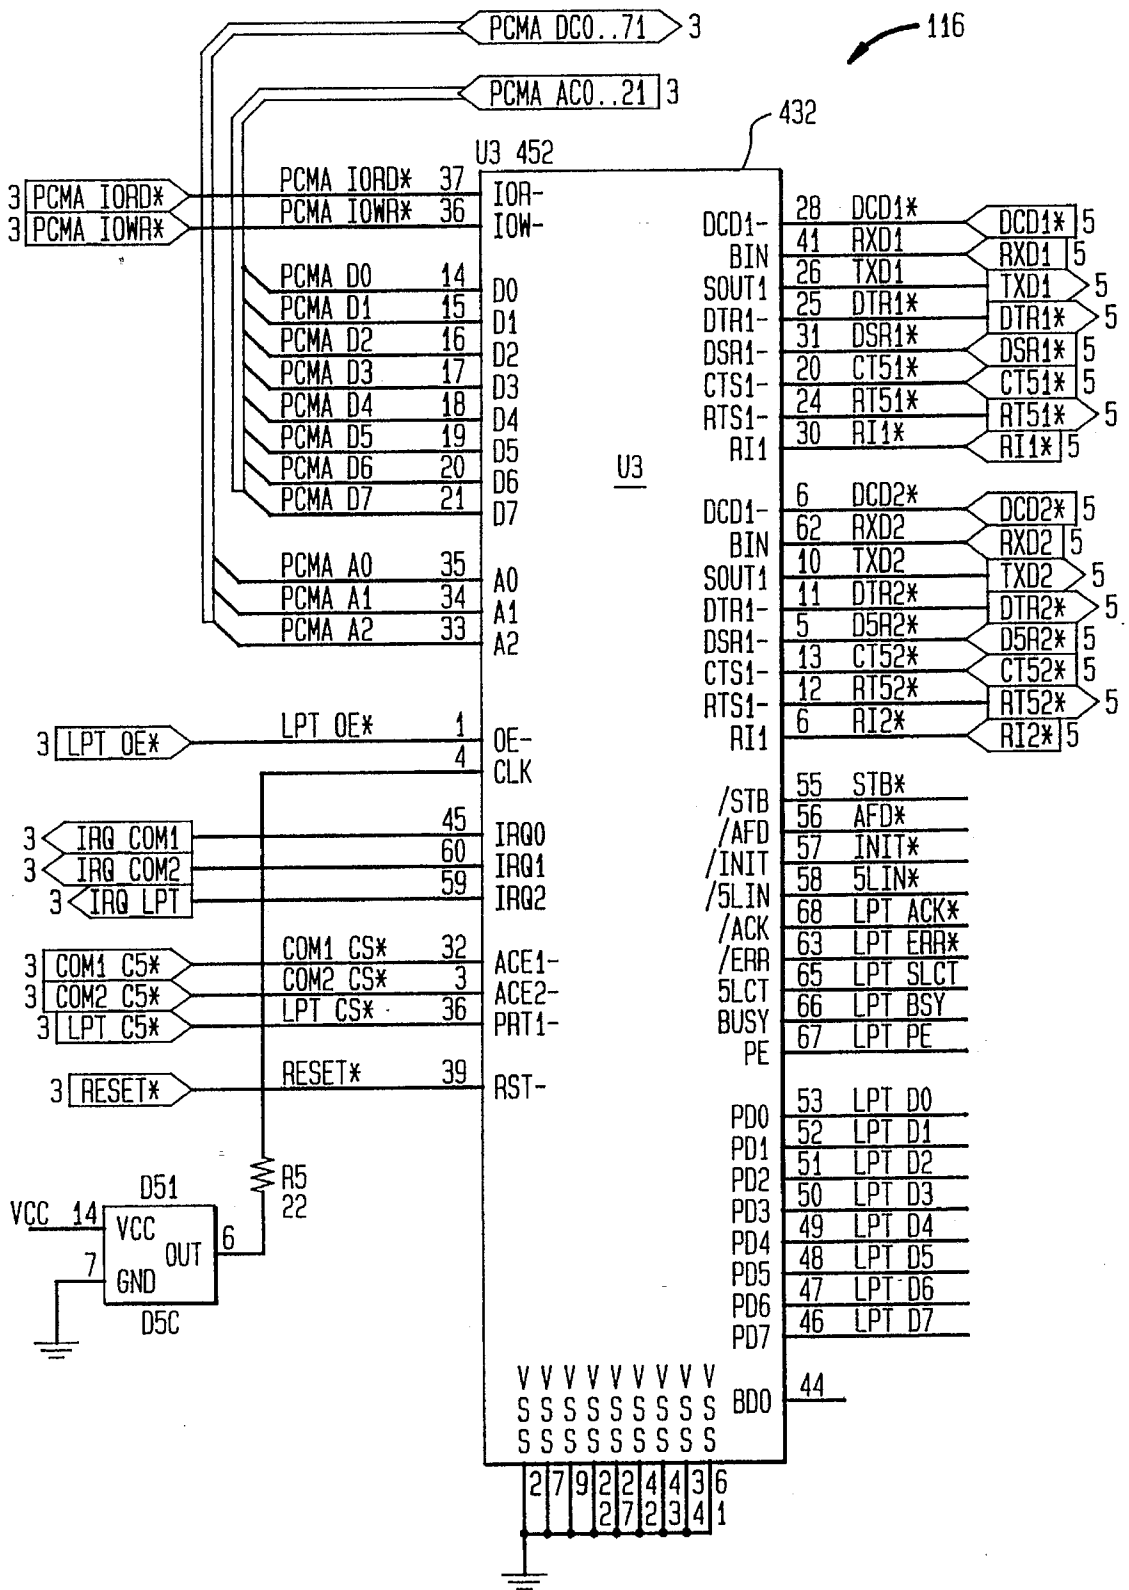 PCMA DC0..71 3
116
PCMA AC0..21 3
432
U3 452
3 PCMA IORD* PCMA IORD* 37 IOR-
3 PCMA IOWR* PCMA IOWR* 36 IOW-
PCMA D0 14 D0
PCMA D1 15 D1
PCMA D2 16 D2
PCMA D3 17 D3
PCMA D4 18 D4
PCMA D5 19 D5
PCMA D6 20 D6
PCMA D7 21 D7
PCMA A0 35 A0
PCMA A1 34 A1
PCMA A2 33 A2
3 LPT OE* LPT OE* 1 OE-
4 CLK
3 IRQ COM1 45 IRQ0
3 IRQ COM2 60 IRQ1
3 IRQ LPT 59 IRQ2
3 COM1 C5* COM1 CS* 32 ACE1-
3 COM2 C5* COM2 CS* 3 ACE2-
3 LPT C5* LPT CS* 36 PRT1-
3 RESET* RESET* 39 RST-
R5
22
D51
VCC 14 VCC
OUT 6
7 GND
D5C
U3
DCD1- 28 DCD1* DCD1* 5
BIN 41 RXD1 RXD1 5
SOUT1 26 TXD1 TXD1 5
DTR1- 25 DTR1* DTR1* 5
DSR1- 31 DSR1* DSR1* 5
CTS1- 20 CT51* CT51* 5
RTS1- 24 RT51* RT51* 5
RI1 30 RI1* RI1* 5
DCD1- 6 DCD2* DCD2* 5
BIN 62 RXD2 RXD2 5
SOUT1 10 TXD2 TXD2 5
DTR1- 11 DTR2* DTR2* 5
DSR1- 5 D5R2* D5R2* 5
CTS1- 13 CT52* CT52* 5
RTS1- 12 RT52* RT52* 5
RI1 6 RI2* RI2* 5
/STB 55 STB*
/AFD 56 AFD*
/INIT 57 INIT*
/5LIN 58 5LIN*
/ACK 68 LPT ACK*
/ERR 63 LPT ERR*
5LCT 65 LPT SLCT
BUSY 66 LPT BSY
PE 67 LPT PE
PD0 53 LPT D0
PD1 52 LPT D1
PD2 51 LPT D2
PD3 50 LPT D3
PD4 49 LPT D4
PD5 48 LPT D5
PD6 47 LPT D6
PD7 46 LPT D7
BDO 44
V V V V V V V V V
S S S S S S S S S
S S S S S S S S S
2 7 9 2 2 4 4 3 6
2 7 2 3 4 1